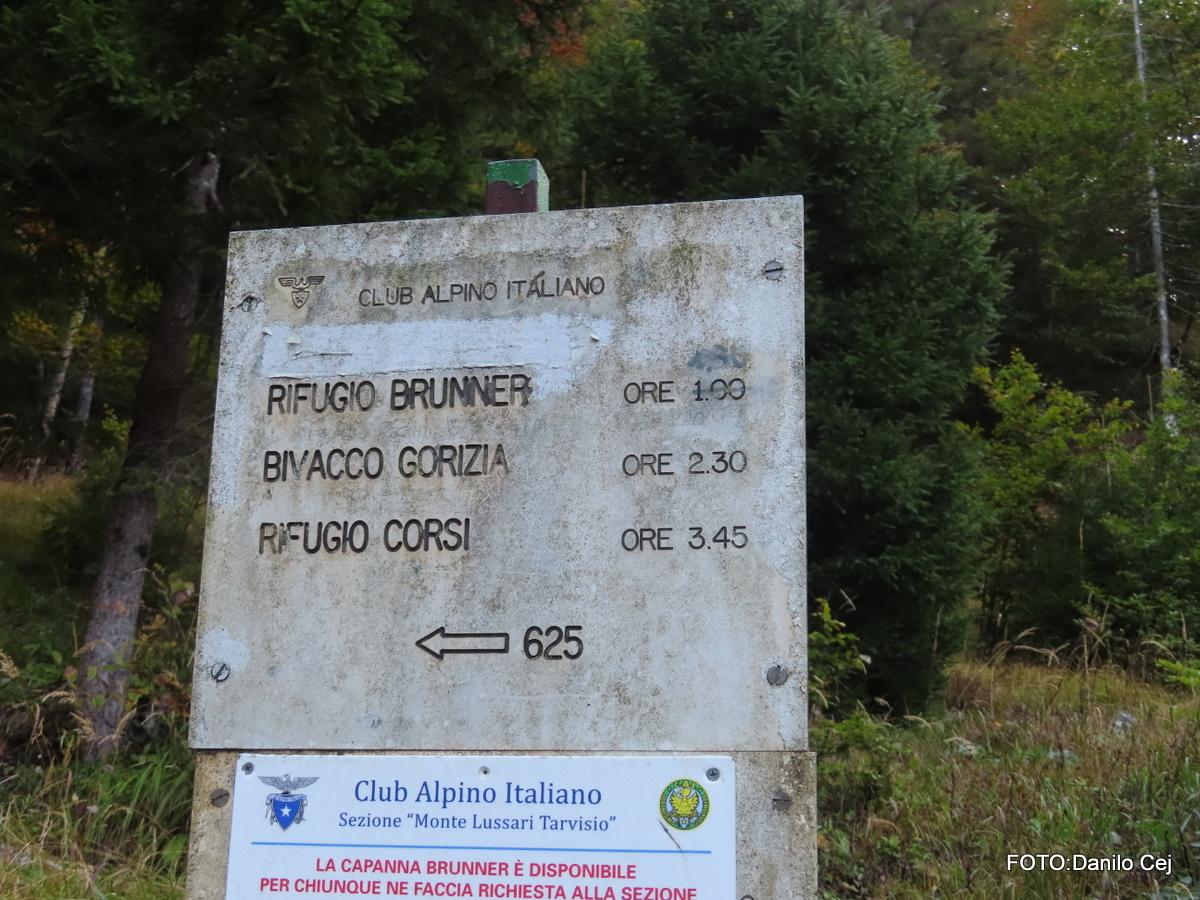 CLUB ALPINO ITALIANO
RIFUGIO BRUNNER ORE 1.00
BIVACCO GORIZIA ORE 2.30
RIFUGIO CORSI ORE 3.45
625
Club Alpino Italiano
Sezione “Monte Lussari Tarvisio”
LA CAPANNA BRUNNER È DISPONIBILE
PER CHIUNQUE NE FACCIA RICHIESTA ALLA SEZIONE
FOTO:Danilo Cej